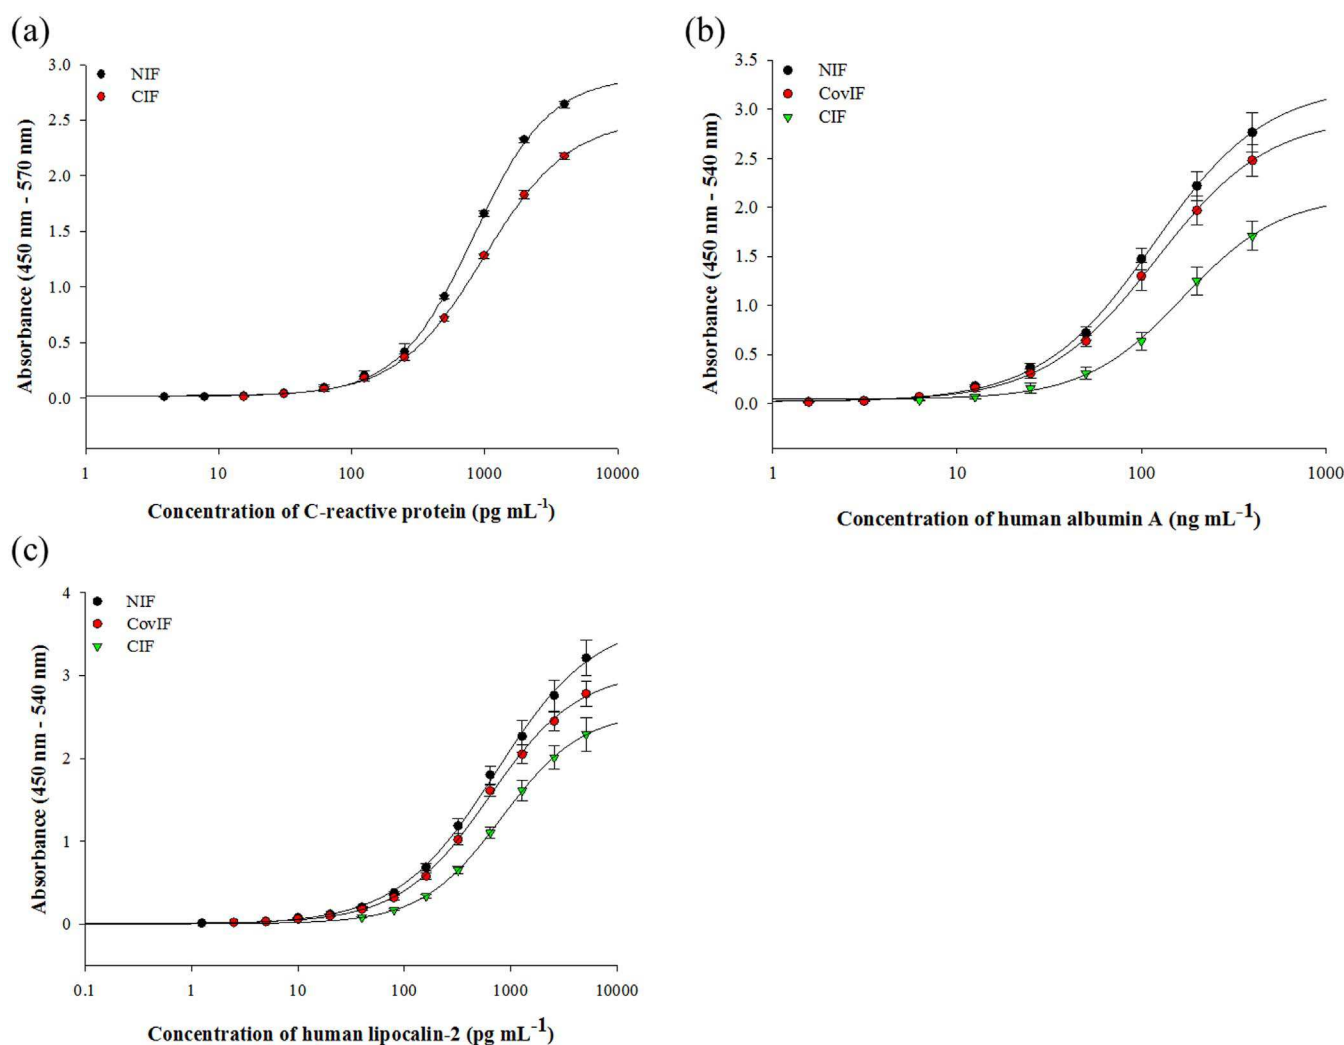 (a)
3.0
2.5
2.0
1.5
1.0
0.5
0.0
Absorbance (450 nm - 570 nm)
NIF
CIF
1 10 100 1000 10000
Concentration of C-reactive protein (pg mL-1)
(b)
3.5
3.0
2.5
2.0
1.5
1.0
0.5
0.0
Absorbance (450 nm - 540 nm)
NIF
CovIF
CIF
1 10 100 1000
Concentration of human albumin A (ng mL-1)
(c)
4
3
2
1
0
Absorbance (450 nm - 540 nm)
NIF
CovIF
CIF
0.1 1 10 100 1000 10000
Concentration of human lipocalin-2 (pg mL-1)